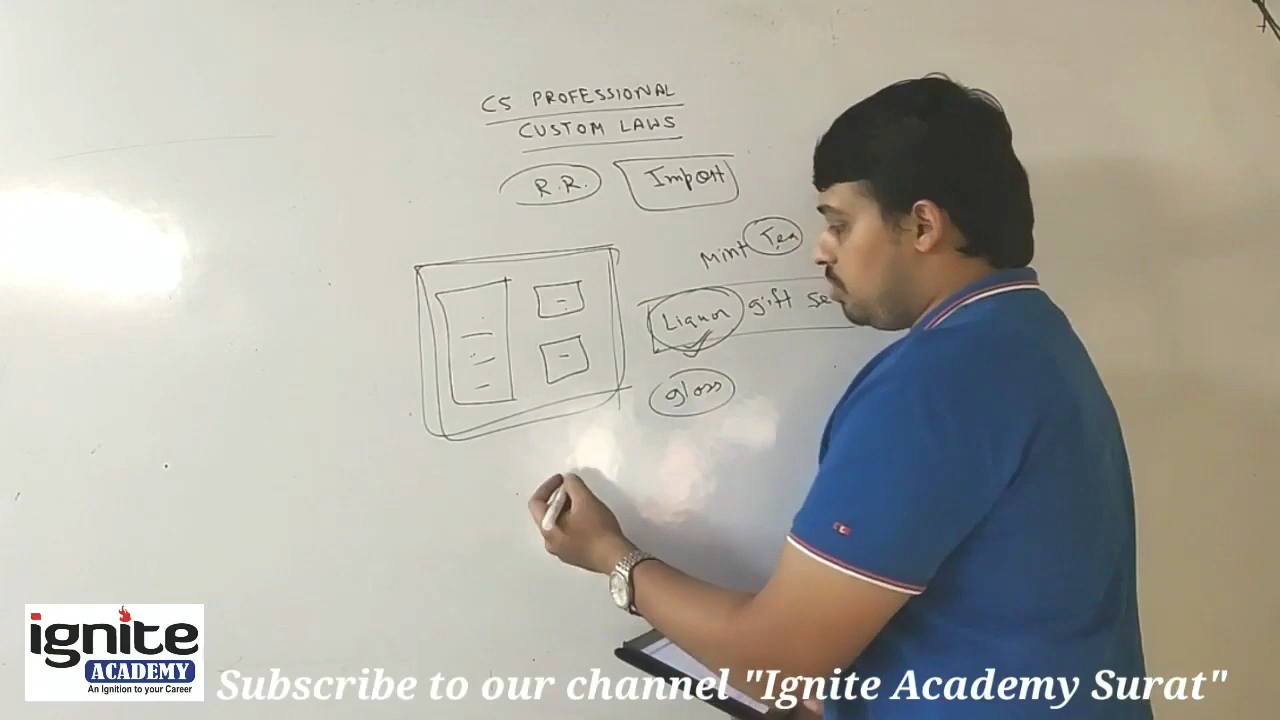 CS PROFESSIONAL
CUSTOM LAWS
R.R. Import
Mint Tea
Liquor gift Se
glass
ignite
ACADEMY
An Ignition to your Career
Subscribe to our channel "Ignite Academy Surat"